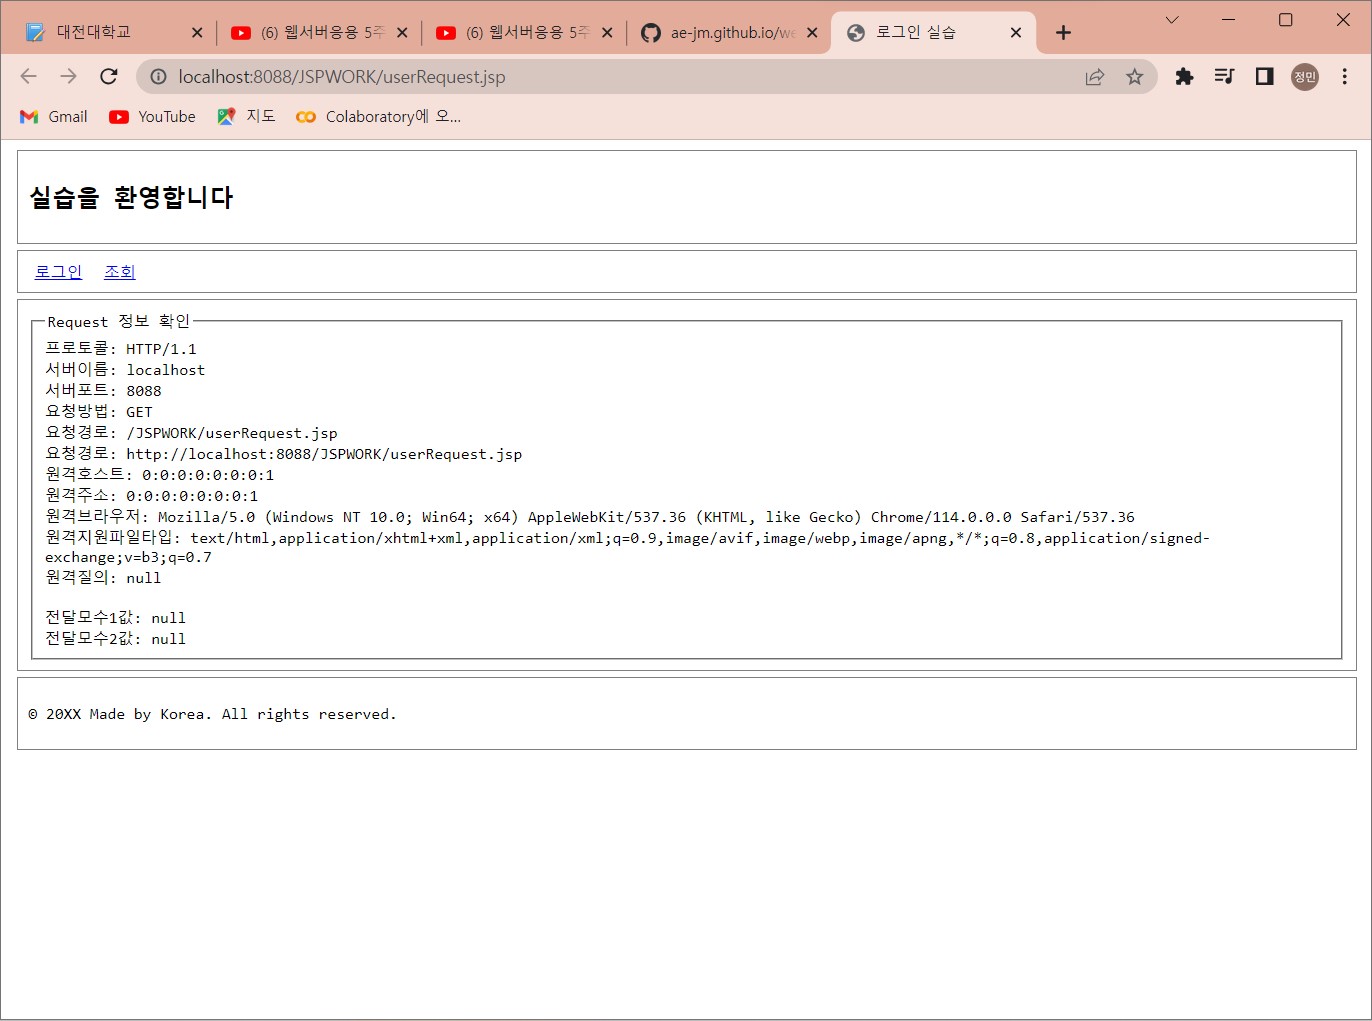 대전대학교
(6) 웹서버응용 5주
(6) 웹서버응용 5주
ae-jm.github.io/we
로그인 실습
localhost:8088/JSPWORK/userRequest.jsp
정민
Gmail
YouTube
지도
Colaboratory에 오...
실습을 환영합니다
로그인 조회
Request 정보 확인
프로토콜: HTTP/1.1
서버이름: localhost
서버포트: 8088
요청방법: GET
요청경로: /JSPWORK/userRequest.jsp
요청경로: http://localhost:8088/JSPWORK/userRequest.jsp
원격호스트: 0:0:0:0:0:0:0:1
원격주소: 0:0:0:0:0:0:0:1
원격브라우저: Mozilla/5.0 (Windows NT 10.0; Win64; x64) AppleWebKit/537.36 (KHTML, like Gecko) Chrome/114.0.0.0 Safari/537.36
원격지원파일타입: text/html,application/xhtml+xml,application/xml;q=0.9,image/avif,image/webp,image/apng,*/*;q=0.8,application/signed-
exchange;v=b3;q=0.7
원격질의: null
전달모수1값: null
전달모수2값: null
© 20XX Made by Korea. All rights reserved.